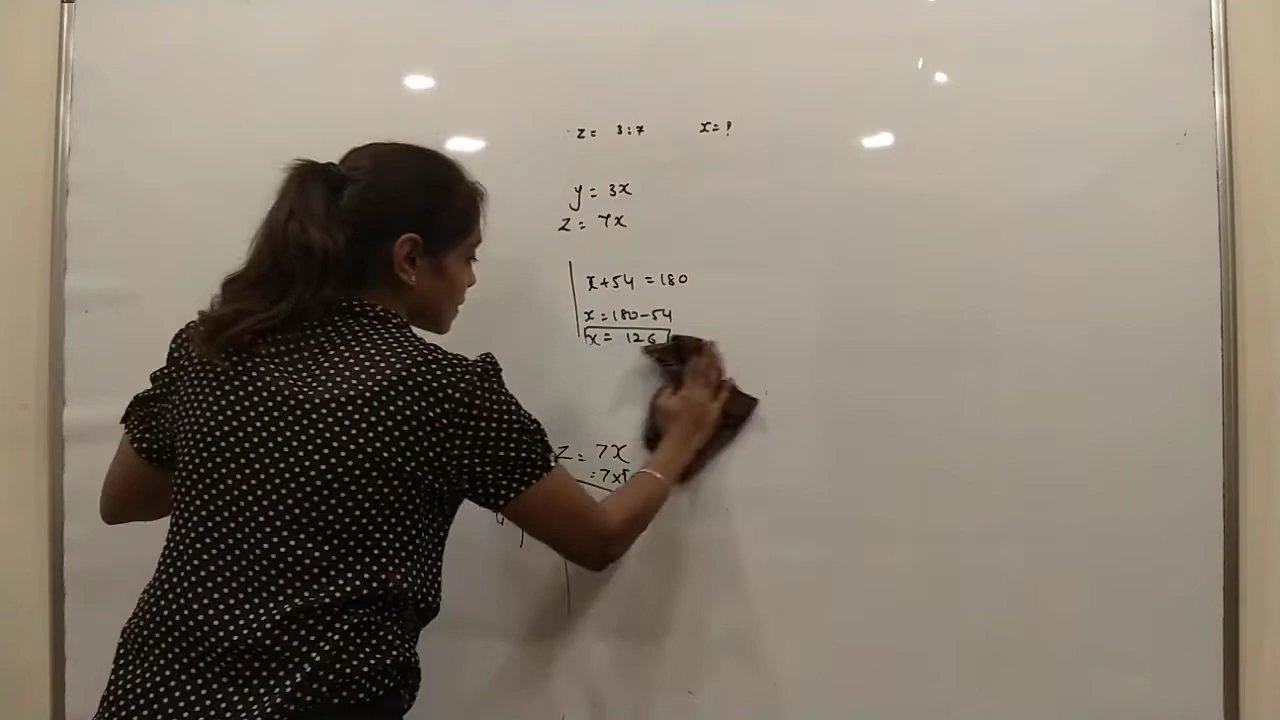 z = 3:7 x = ?
y = 3x
z = 7x
x+54 = 180
x = 180-54
x = 126
z = 7x
= 7x